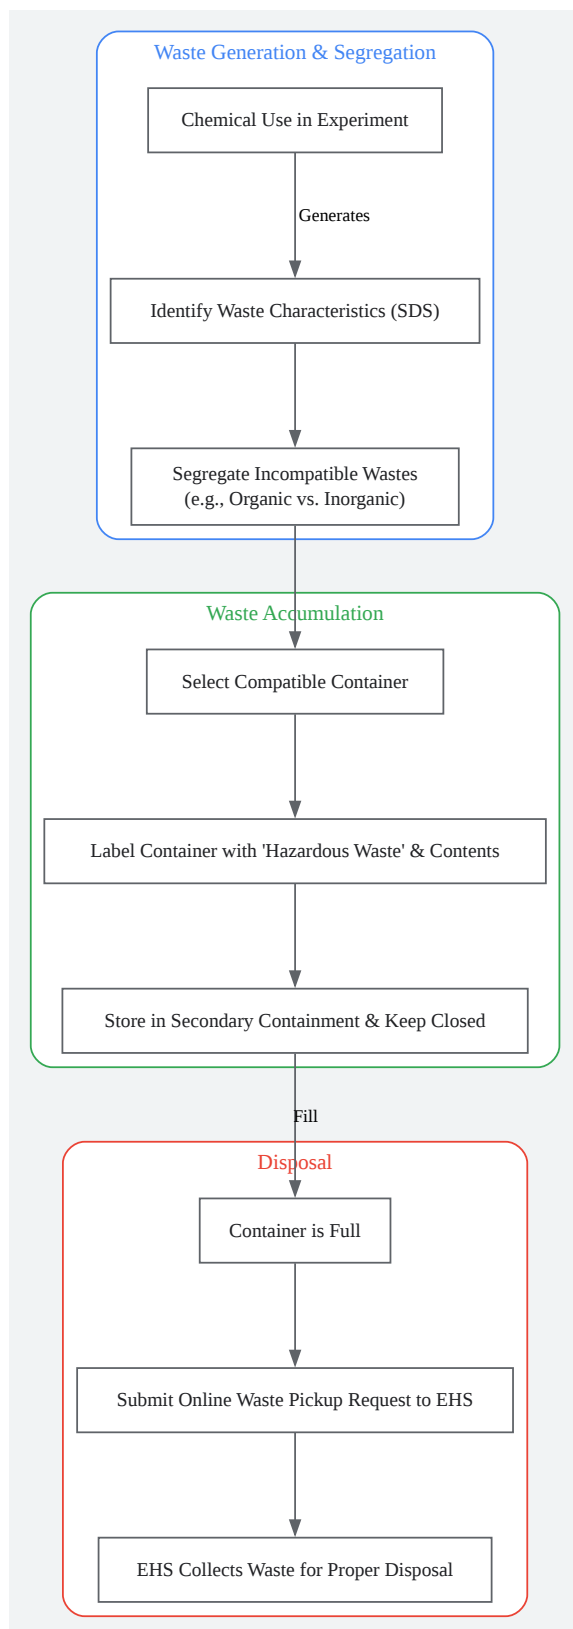 Waste Generation & Segregation
Chemical Use in Experiment
Generates
Identify Waste Characteristics (SDS)
Segregate Incompatible Wastes
(e.g., Organic vs. Inorganic)
Waste Accumulation
Select Compatible Container
Label Container with 'Hazardous Waste' & Contents
Store in Secondary Containment & Keep Closed
Fill
Disposal
Container is Full
Submit Online Waste Pickup Request to EHS
EHS Collects Waste for Proper Disposal